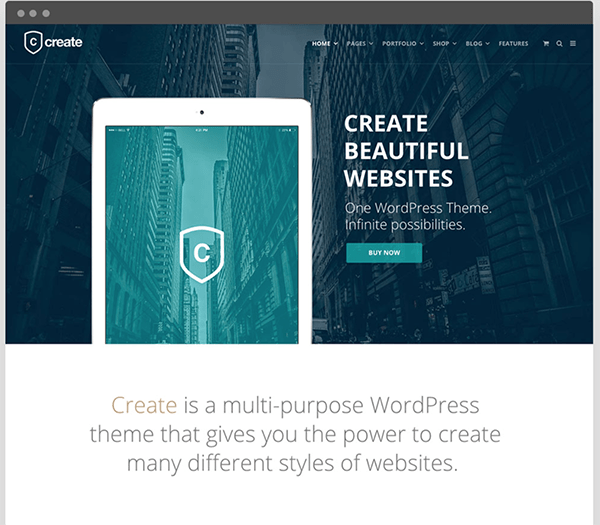 C create
HOME PAGES PORTFOLIO SHOP BLOG FEATURES
CREATE
BEAUTIFUL
WEBSITES
One WordPress Theme.
Infinite possibilities.
BUY NOW
C
Create is a multi-purpose WordPress
theme that gives you the power to create
many different styles of websites.